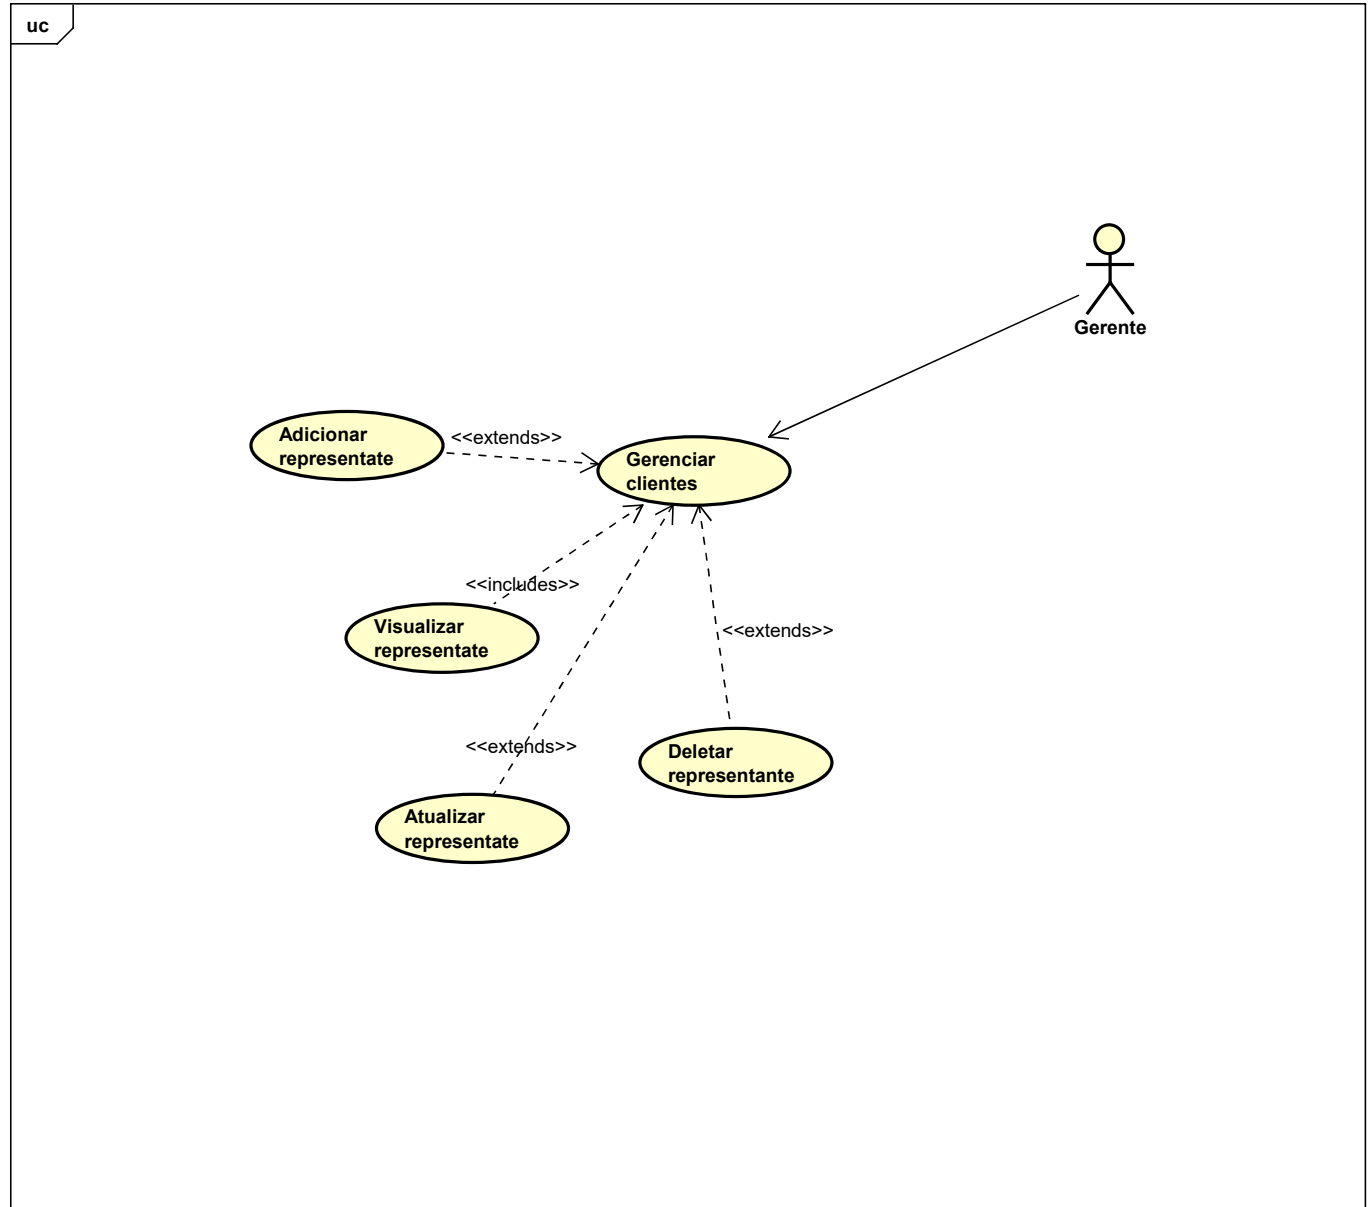 uc
Gerente
Adicionar
representate
<<extends>>
Gerenciar
clientes
<<includes>>
Visualizar
representate
<<extends>>
<<extends>>
Deletar
representante
Atualizar
representate